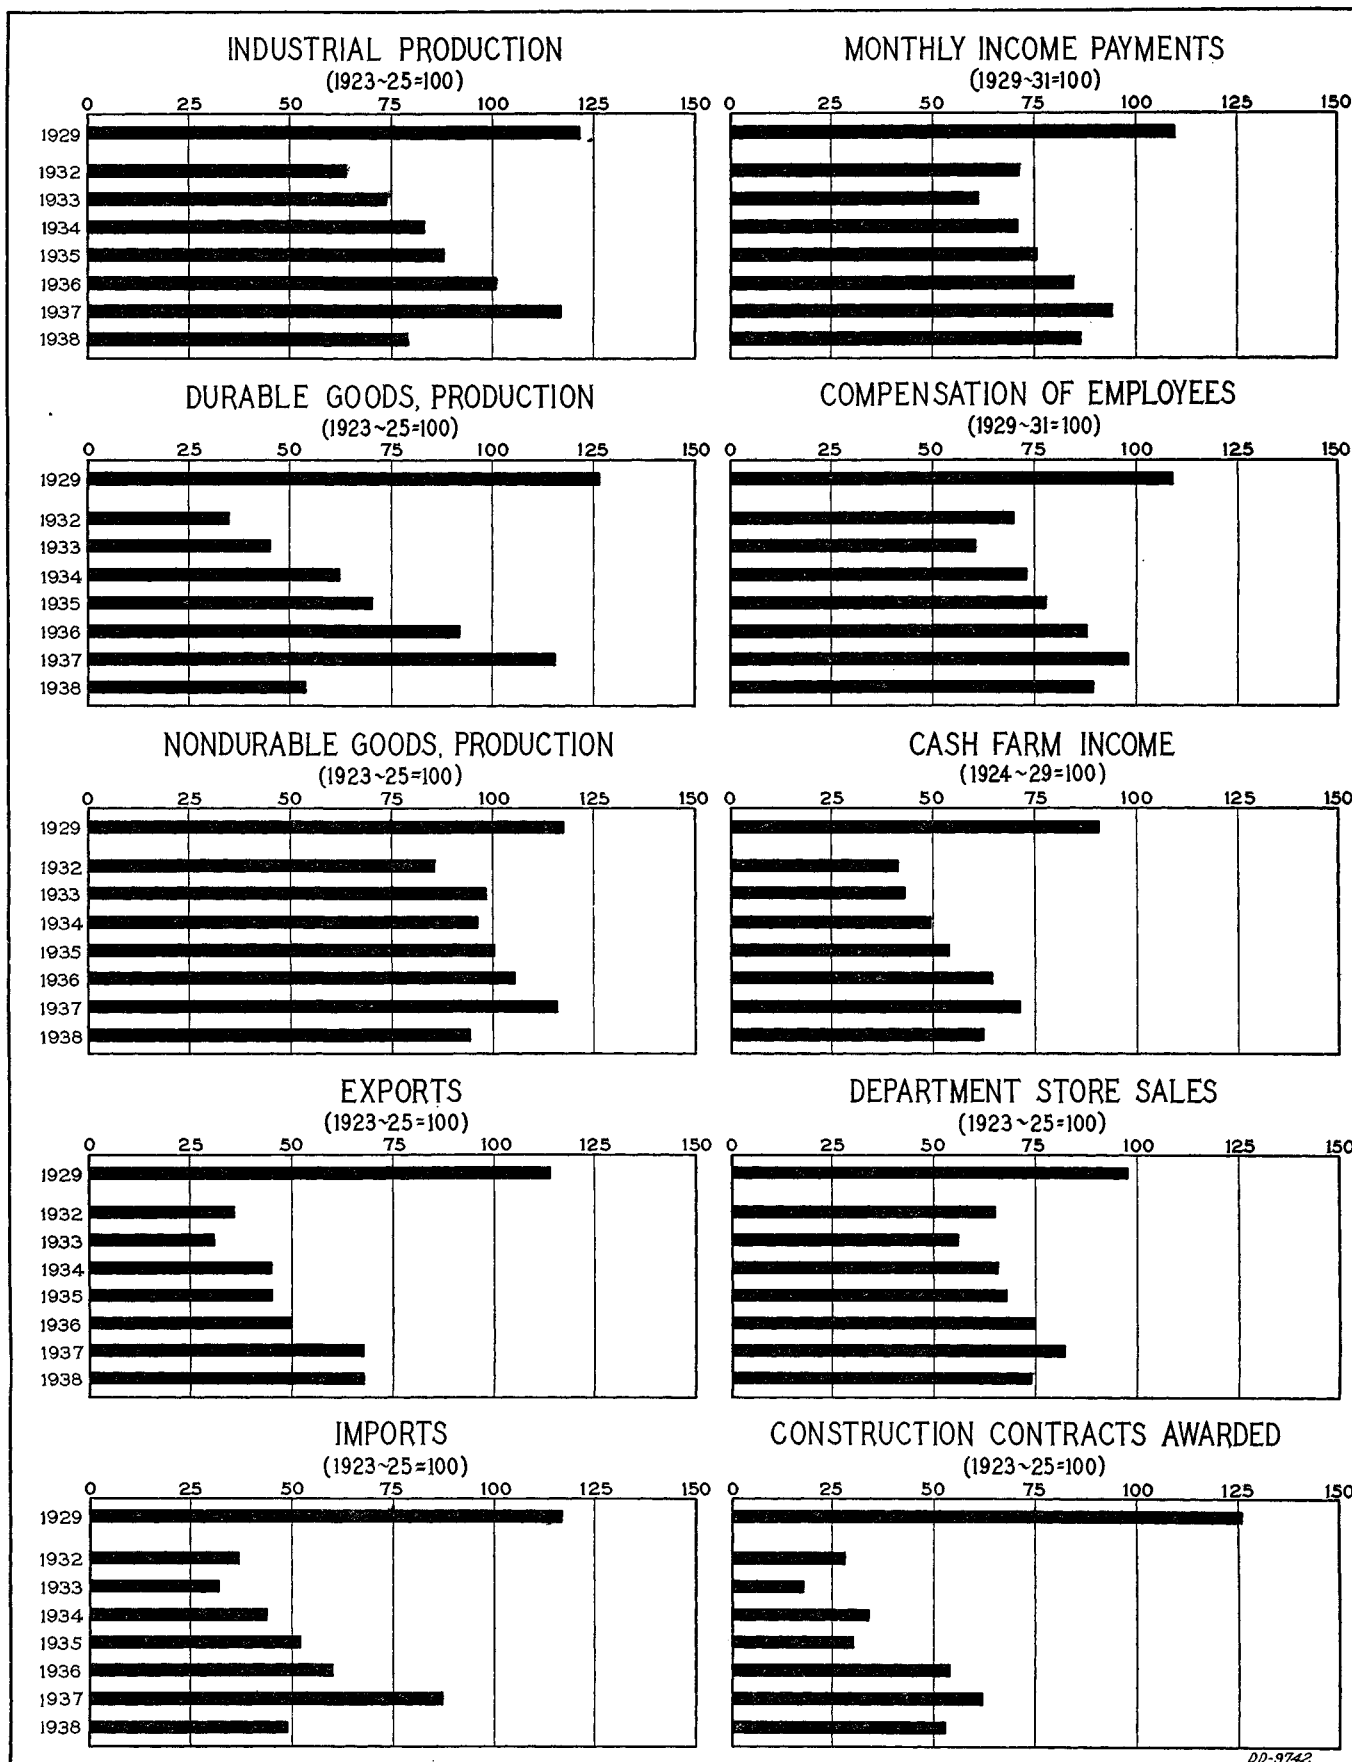 INDUSTRIAL PRODUCTION
(1923~25=100)
0 25 50 75 100 125 150
1929
1932
1933
1934
1935
1936
1937
1938
MONTHLY INCOME PAYMENTS
(1929~31=100)
0 25 50 75 100 125 150
DURABLE GOODS, PRODUCTION
(1923~25=100)
0 25 50 75 100 125 150
1929
1932
1933
1934
1935
1936
1937
1938
COMPENSATION OF EMPLOYEES
(1929~31=100)
0 25 50 75 100 125 150
NONDURABLE GOODS, PRODUCTION
(1923~25=100)
0 25 50 75 100 125 150
1929
1932
1933
1934
1935
1936
1937
1938
CASH FARM INCOME
(1924~29=100)
0 25 50 75 100 125 150
EXPORTS
(1923~25=100)
0 25 50 75 100 125 150
1929
1932
1933
1934
1935
1936
1937
1938
DEPARTMENT STORE SALES
(1923~25=100)
0 25 50 75 100 125 150
IMPORTS
(1923~25=100)
0 25 50 75 100 125 150
1929
1932
1933
1934
1935
1936
1937
1938
CONSTRUCTION CONTRACTS AWARDED
(1923~25=100)
0 25 50 75 100 125 150
DD-9742